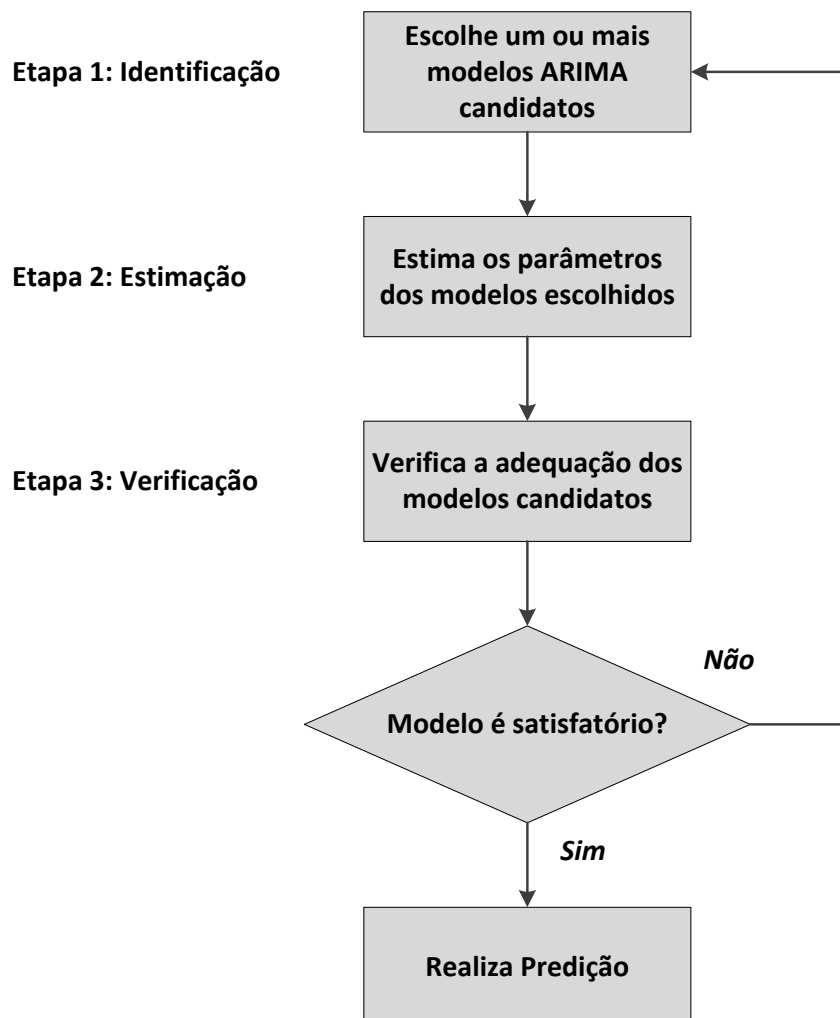 Etapa 1: Identificação
Escolhe um ou mais
modelos ARIMA
candidatos
Etapa 2: Estimação
Estima os parâmetros
dos modelos escolhidos
Etapa 3: Verificação
Verifica a adequação dos
modelos candidatos
Não
Modelo é satisfatório?
Sim
Realiza Predição